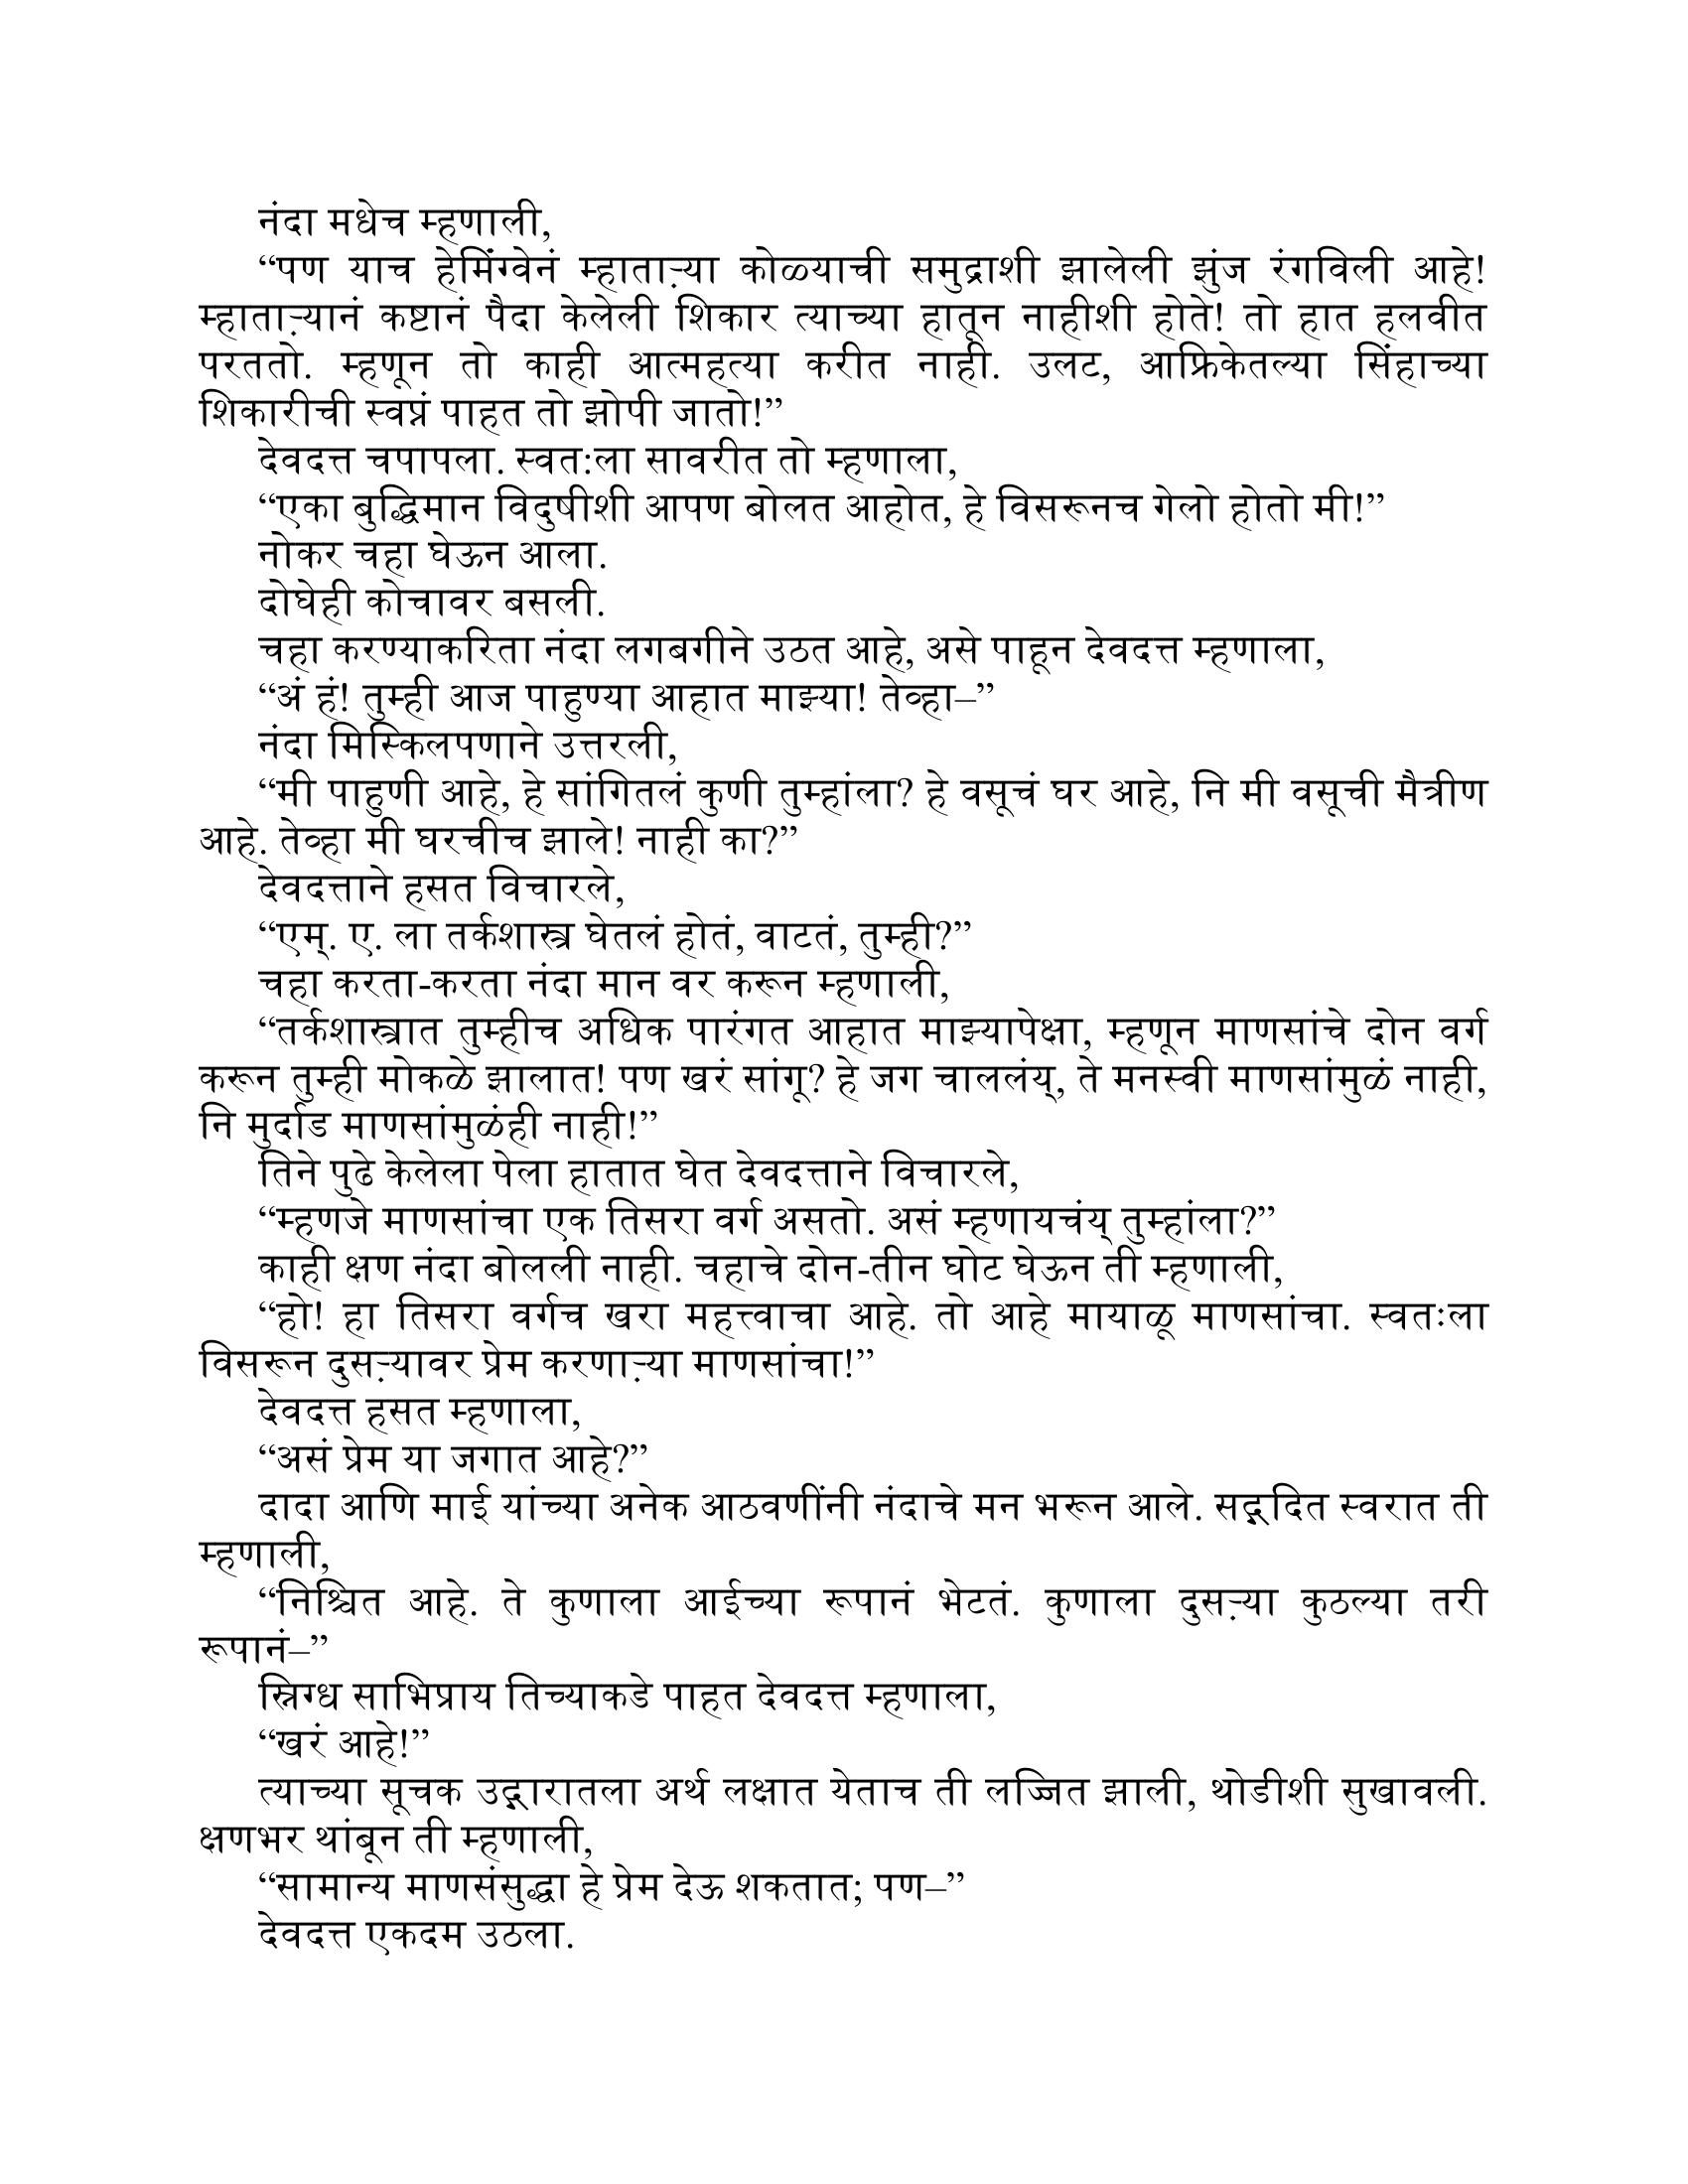 नंदा मधेच म्हणाली,
“पण याच हेमिंग्वेनं म्हाताऱ्या कोळ्याची समुद्राशी झालेली झुंज रंगविली आहे!
म्हाताऱ्यानं कष्टानं पैदा केलेली शिकार त्याच्या हातून नाहीशी होते! तो हात हलवीत
परततो. म्हणून तो काही आत्महत्या करीत नाही. उलट, आफ्रिकेतल्या सिंहाच्या
शिकारीची स्वप्नं पाहत तो झोपी जातो!”
देवदत्त चपापला. स्वत:ला सावरीत तो म्हणाला,
“एका बुद्धिमान विदुषीशी आपण बोलत आहोत, हे विसरूनच गेलो होतो मी!”
नोकर चहा घेऊन आला.
दोघेही कोचावर बसली.
चहा करण्याकरिता नंदा लगबगीने उठत आहे, असे पाहून देवदत्त म्हणाला,
“अं हं! तुम्ही आज पाहुण्या आहात माझ्या! तेव्हा–”
नंदा मिस्किलपणाने उत्तरली,
“मी पाहुणी आहे, हे सांगितलं कुणी तुम्हांला? हे वसूचं घर आहे, नि मी वसूची मैत्रीण
आहे. तेव्हा मी घरचीच झाले! नाही का?”
देवदत्ताने हसत विचारले,
“एम्. ए. ला तर्कशास्त्र घेतलं होतं, वाटतं, तुम्ही?”
चहा करता-करता नंदा मान वर करून म्हणाली,
“तर्कशास्त्रात तुम्हीच अधिक पारंगत आहात माझ्यापेक्षा, म्हणून माणसांचे दोन वर्ग
करून तुम्ही मोकळे झालात! पण खरं सांगू? हे जग चाललंय्, ते मनस्वी माणसांमुळं नाही,
नि मुर्दाड माणसांमुळंही नाही!”
तिने पुढे केलेला पेला हातात घेत देवदत्ताने विचारले,
“म्हणजे माणसांचा एक तिसरा वर्ग असतो. असं म्हणायचंय् तुम्हांला?”
काही क्षण नंदा बोलली नाही. चहाचे दोन-तीन घोट घेऊन ती म्हणाली,
“हो! हा तिसरा वर्गच खरा महत्त्वाचा आहे. तो आहे मायाळू माणसांचा. स्वतःला
विसरून दुसऱ्यावर प्रेम करणाऱ्या माणसांचा!”
देवदत्त हसत म्हणाला,
“असं प्रेम या जगात आहे?”
दादा आणि माई यांच्या अनेक आठवणींनी नंदाचे मन भरून आले. सद्गदित स्वरात ती
म्हणाली,
“निश्चित आहे. ते कुणाला आईच्या रूपानं भेटतं. कुणाला दुसऱ्या कुठल्या तरी
रूपानं–”
स्निग्ध साभिप्राय तिच्याकडे पाहत देवदत्त म्हणाला,
“खरं आहे!”
त्याच्या सूचक उद्गारातला अर्थ लक्षात येताच ती लज्जित झाली, थोडीशी सुखावली.
क्षणभर थांबून ती म्हणाली,
“सामान्य माणसंसुद्धा हे प्रेम देऊ शकतात; पण–”
देवदत्त एकदम उठला.